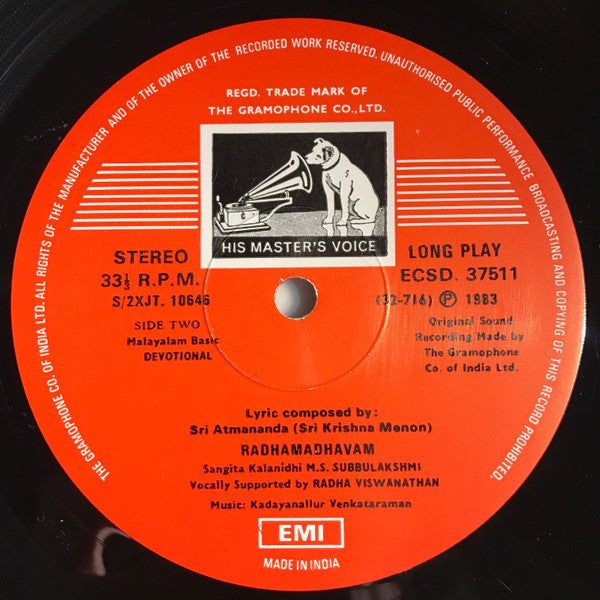 THE GRAMOPHONE CO. OF INDIA LTD. ALL RIGHTS OF THE MANUFACTURER AND OF THE OWNER OF THE RECORDED WORK RESERVED, UNAUTHORISED PUBLIC PERFORMANCE BROADCASTING AND COPYING OF THIS RECORD PROHIBITED.
REGD. TRADE MARK OF
THE GRAMOPHONE CO., LTD.
HIS MASTER'S VOICE
STEREO
33⅓ R.P.M.
S/2XJT. 10646
SIDE TWO
Malayalam Basic
DEVOTIONAL
LONG PLAY
ECSD. 37511
(32-716) ℗ 1983
Original Sound
Recording Made by
The Gramophone
Co. of India Ltd.
Lyric composed by:
Sri Atmananda (Sri Krishna Menon)
RADHAMADHAVAM
Sangita Kalanidhi M.S. SUBBULAKSHMI
Vocally Supported by RADHA VISWANATHAN
Music: Kadayanallur Venkataraman
EMI
MADE IN INDIA